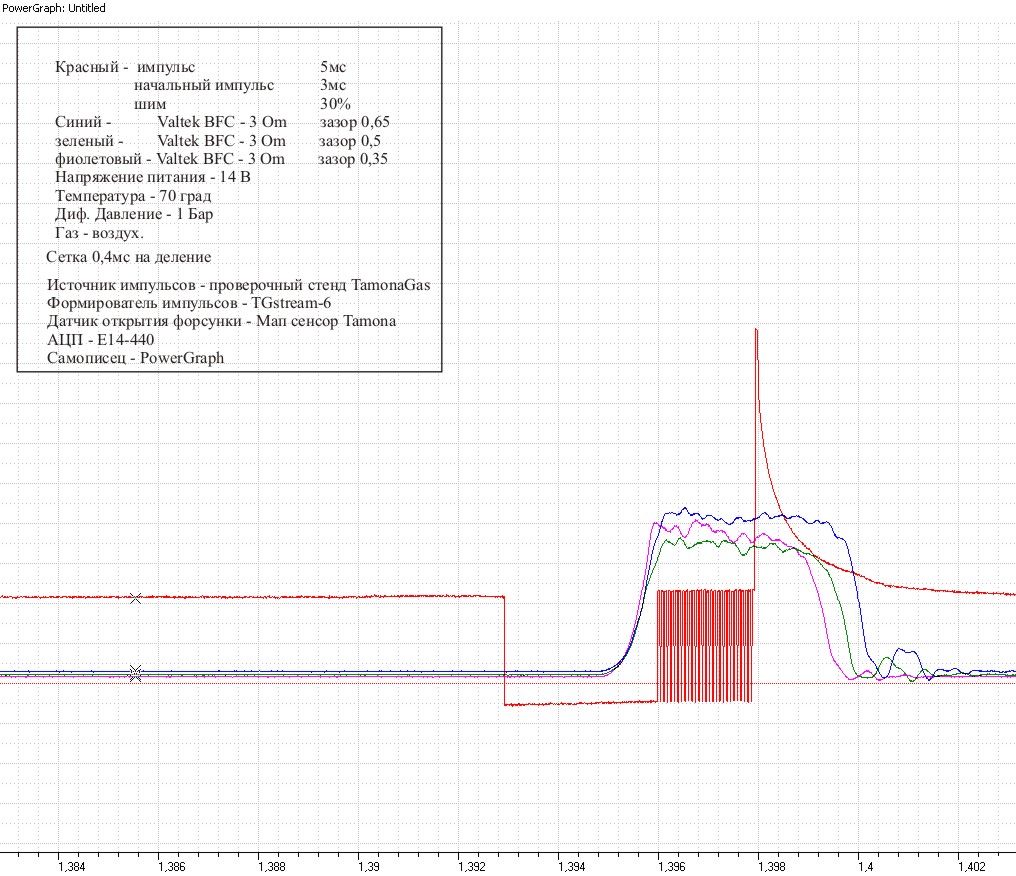 PowerGraph: Untitled
Красный - импульс 5мс
начальный импульс 3мс
шим 30%
Синий - Valtek BFC - 3 Om зазор 0,65
зеленый - Valtek BFC - 3 Om зазор 0,5
фиолетовый - Valtek BFC - 3 Om зазор 0,35
Напряжение питания - 14 В
Температура - 70 град
Диф. Давление - 1 Бар
Газ - воздух.
Сетка 0,4мс на деление
Источник импульсов - проверочный стенд TamonaGas
Формирователь импульсов - TGstream-6
Датчик открытия форсунки - Мап сенсор Tamona
АЦП - E14-440
Самописец - PowerGraph
1,384 1,386 1,388 1,39 1,392 1,394 1,396 1,398 1,4 1,402